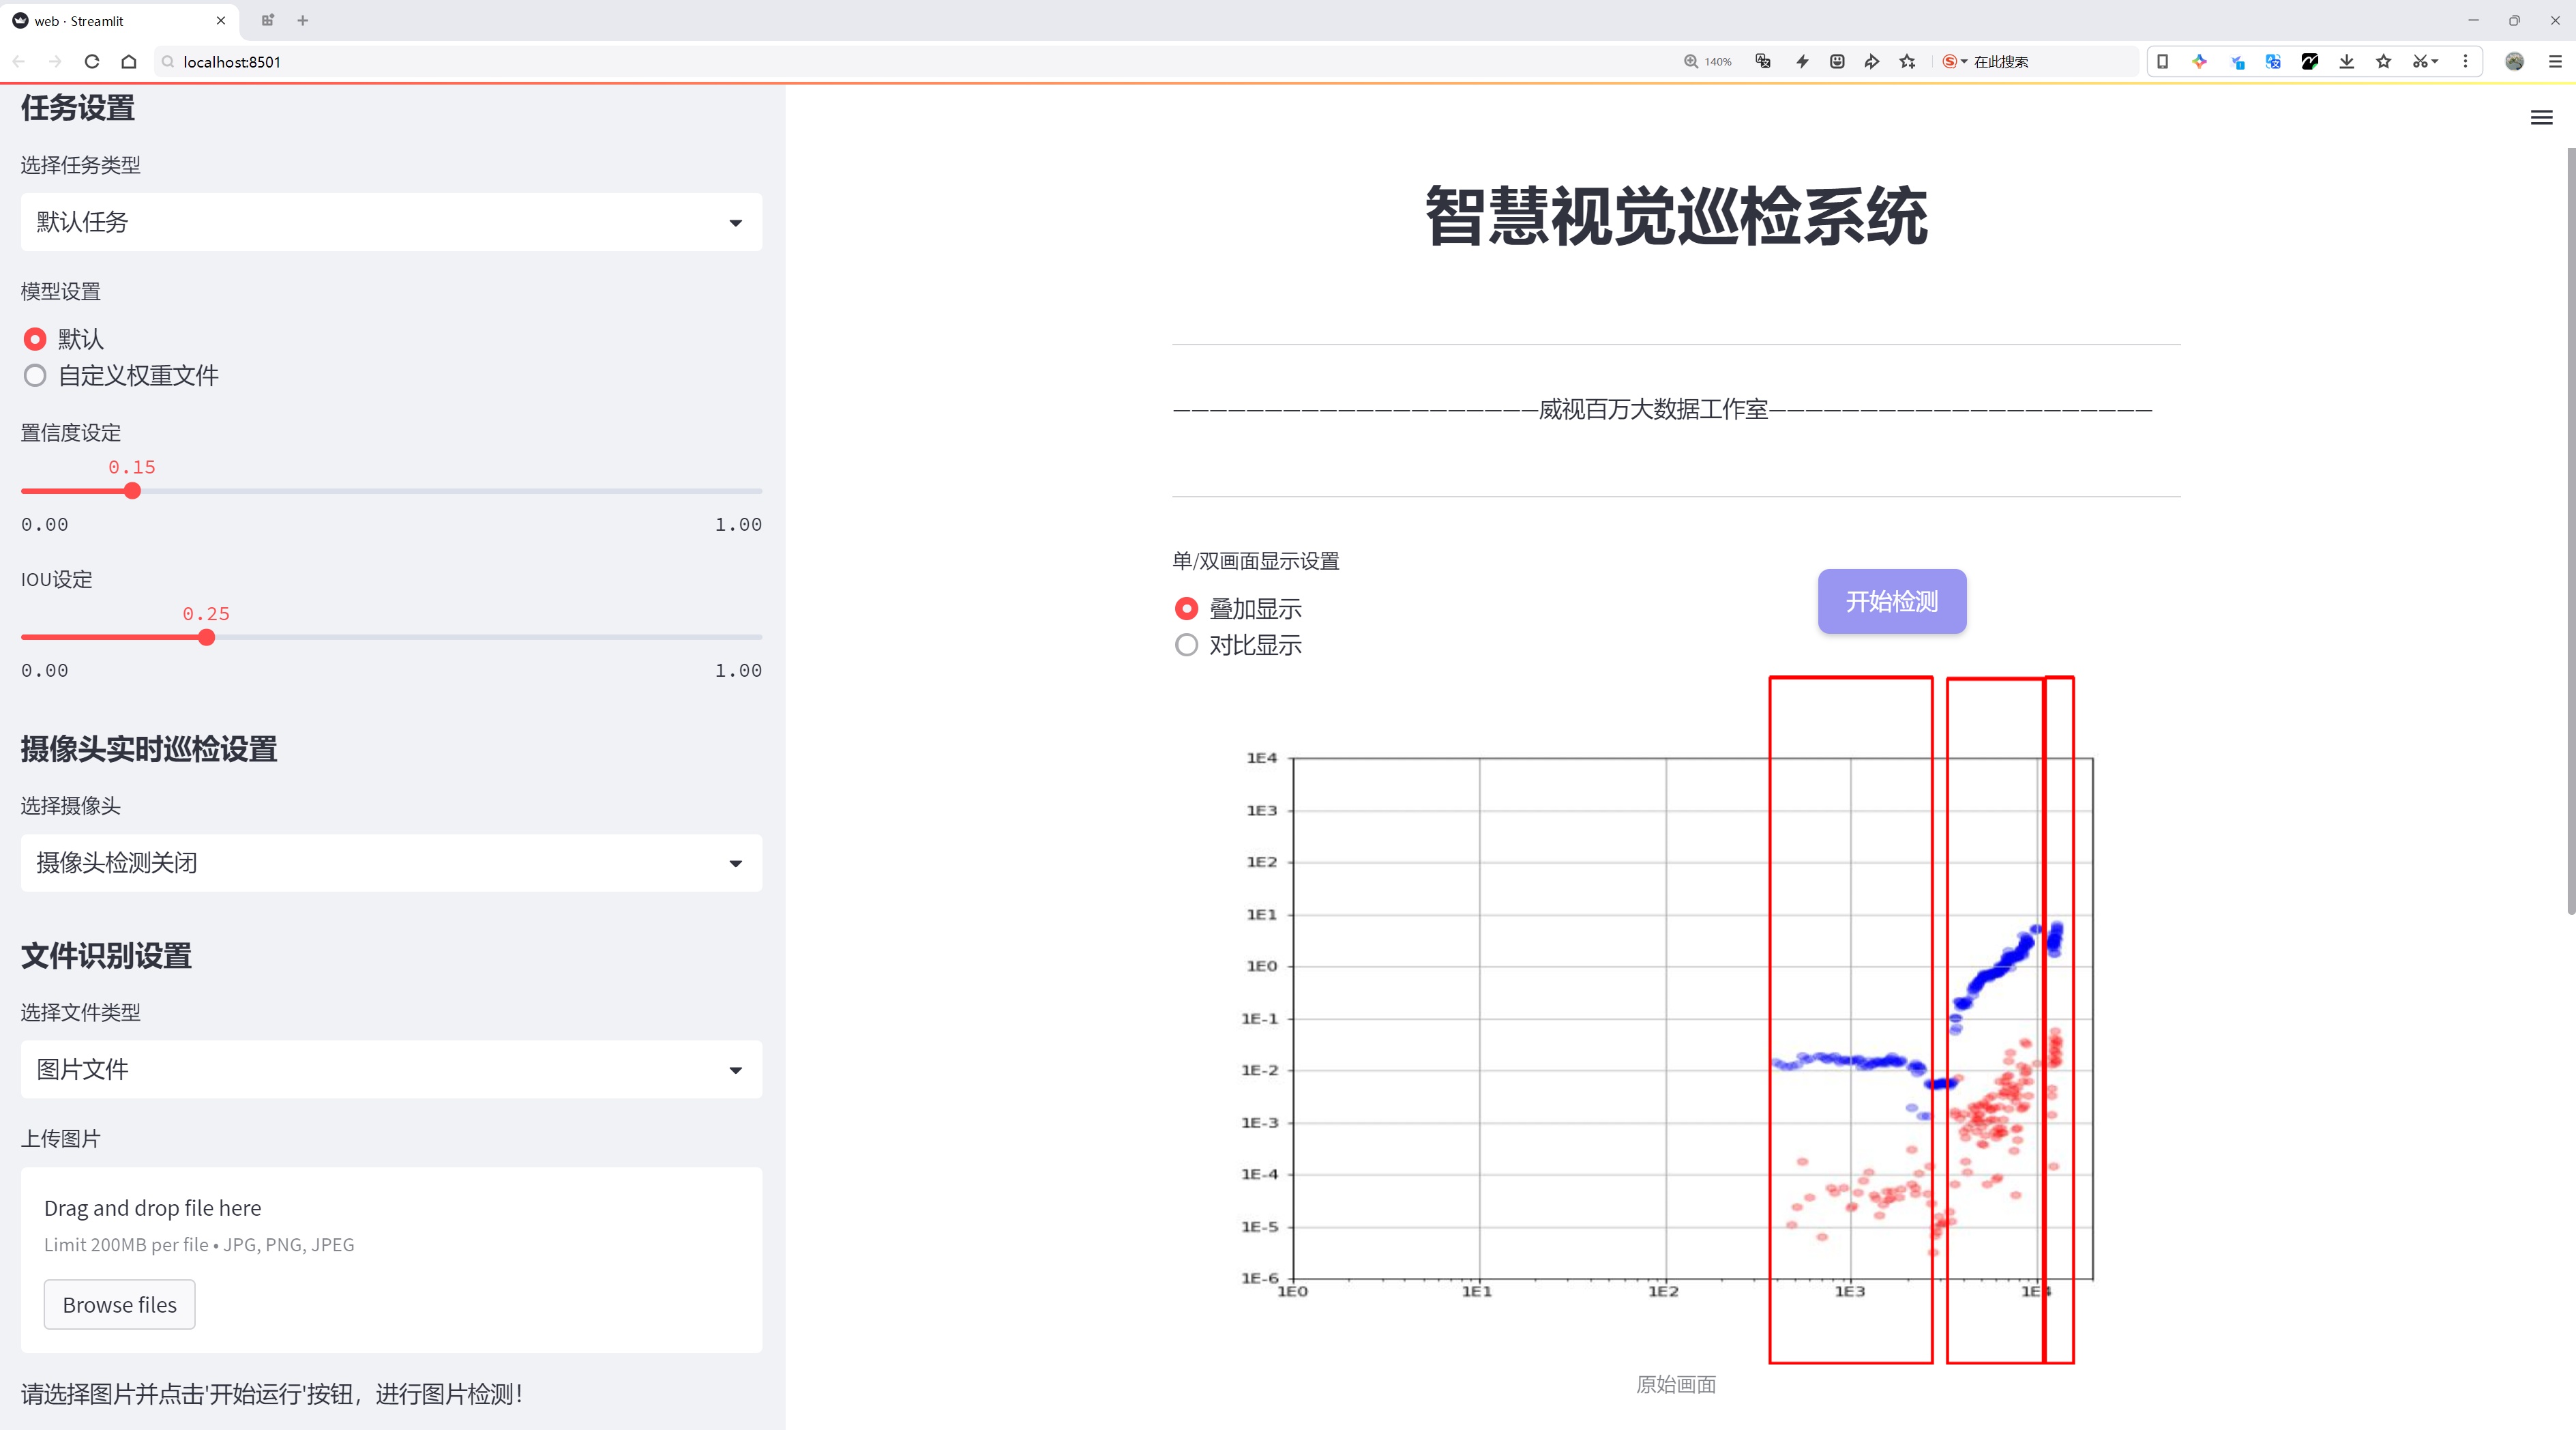 web · Streamlit
localhost:8501
140%
在此搜索
任务设置
选择任务类型
默认任务
模型设置
默认
自定义权重文件
置信度设定
0.15
0.00 1.00
IOU设定
0.25
0.00 1.00
摄像头实时巡检设置
选择摄像头
摄像头检测关闭
文件识别设置
选择文件类型
图片文件
上传图片
Drag and drop file here
Limit 200MB per file • JPG, PNG, JPEG
Browse files
请选择图片并点击'开始运行'按钮，进行图片检测！
智慧视觉巡检系统
————————————————————威视百万大数据工作室—————————————————————
单/双画面显示设置
叠加显示
对比显示
开始检测
1E4
1E3
1E2
1E1
1E0
1E-1
1E-2
1E-3
1E-4
1E-5
1E-6
1E0 1E1 1E2 1E3 1E4
原始画面